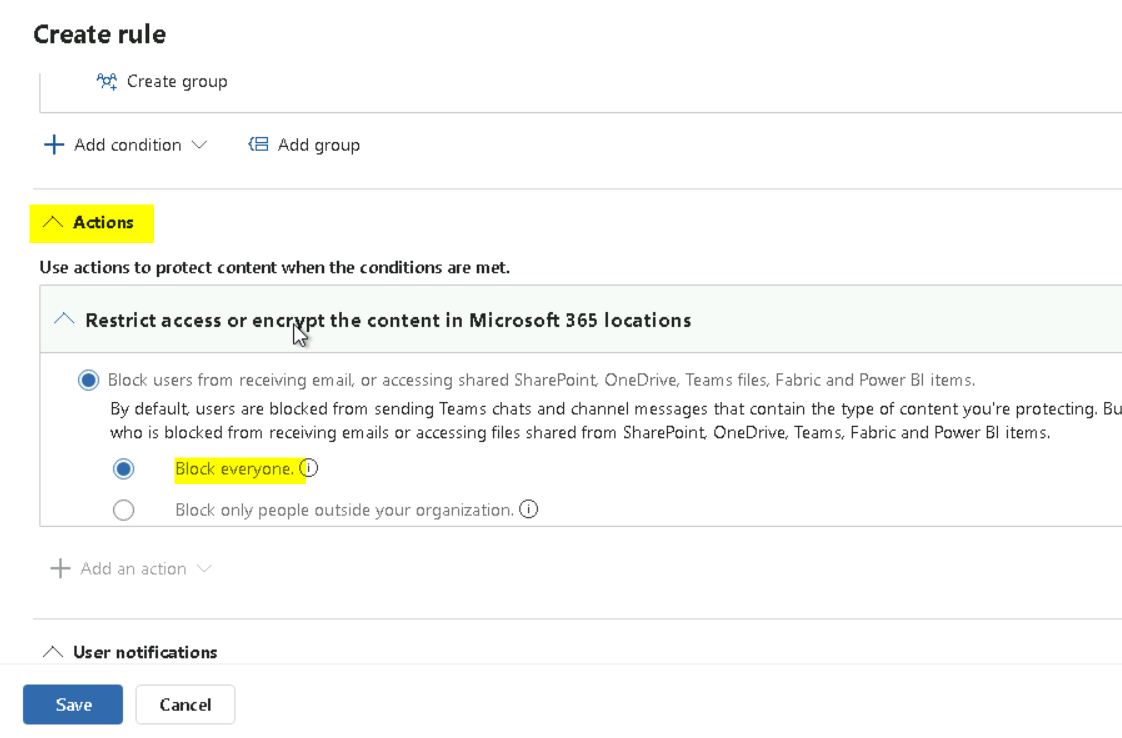 Create rule
Create group
Add condition
Add group
Actions
Use actions to protect content when the conditions are met.
Restrict access or encrypt the content in Microsoft 365 locations
Block users from receiving email, or accessing shared SharePoint, OneDrive, Teams files, Fabric and Power BI items.
By default, users are blocked from sending Teams chats and channel messages that contain the type of content you're protecting. Bu
who is blocked from receiving emails or accessing files shared from SharePoint, OneDrive, Teams, Fabric and Power BI items.
Block everyone.
Block only people outside your organization.
Add an action
User notifications
Save
Cancel